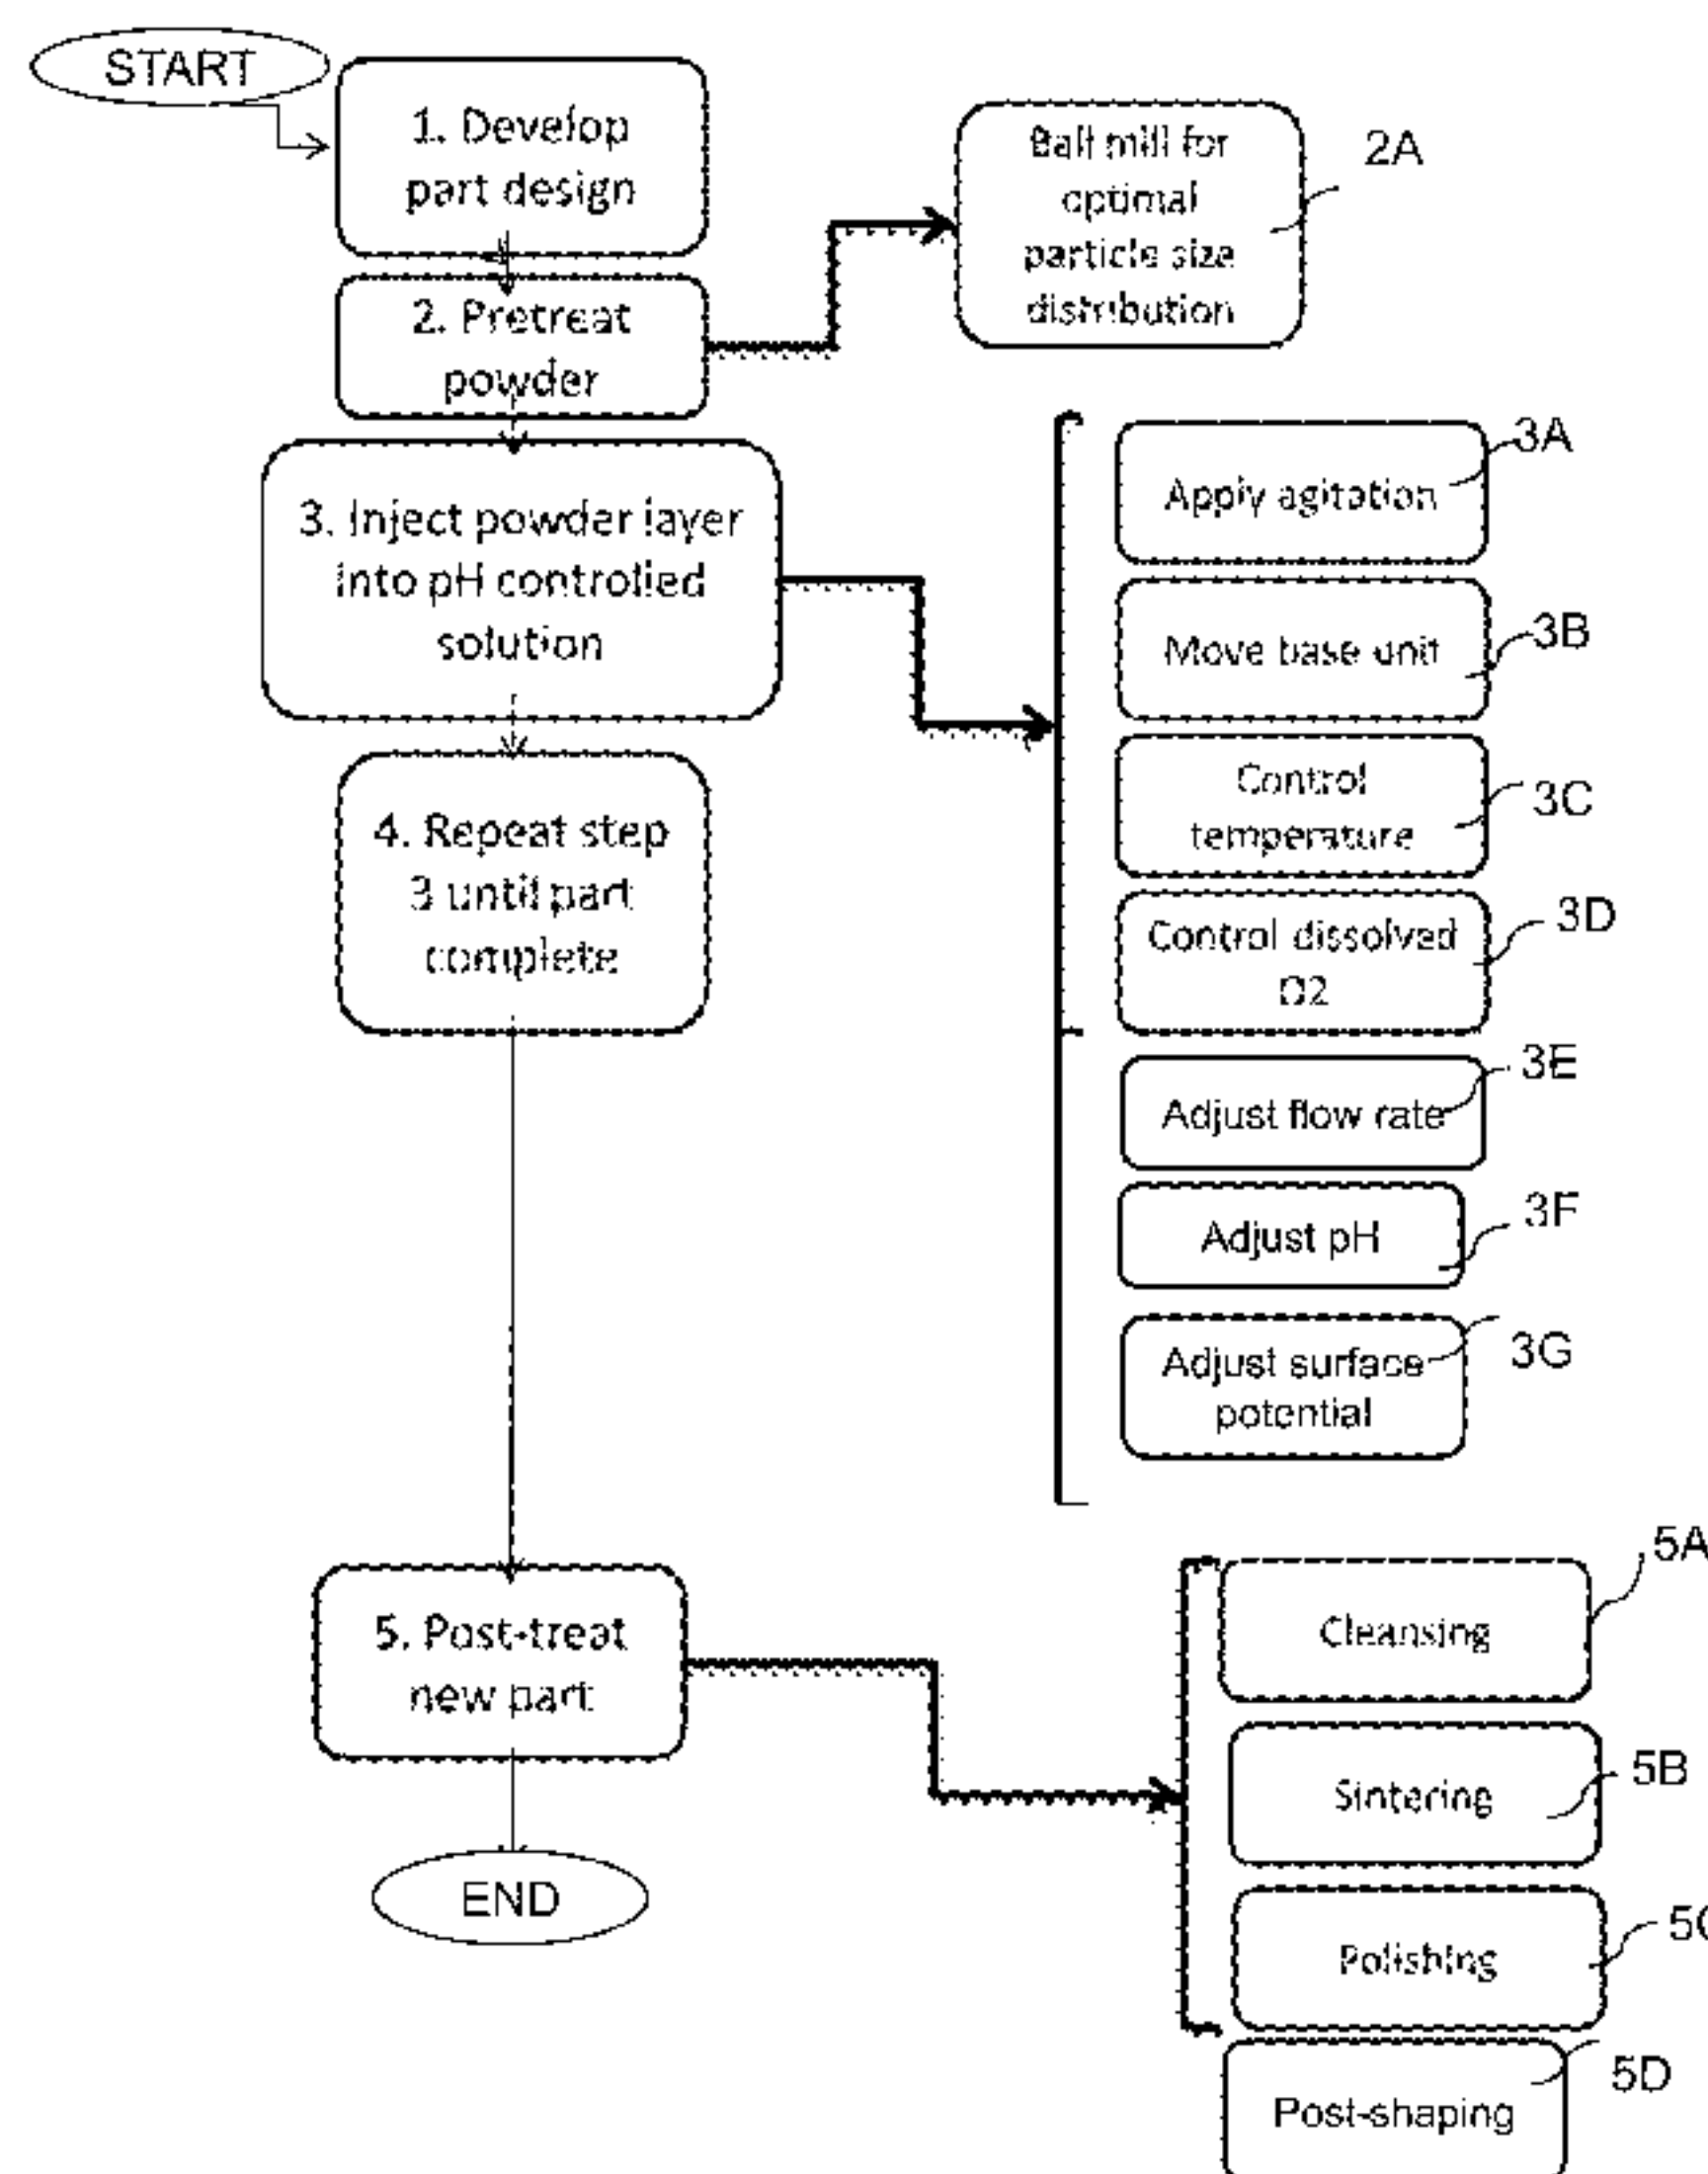 START
1. Develop
part design
2. Pretreat
powder
3. Inject powder layer
into pH controlled
solution
4. Repeat step
3 until part
complete
5. Post-treat
new part
END
Ball mill for
optimal
particle size
distribution
2A
Apply agitation
3A
Move base unit
3B
Control
temperature
3C
Control dissolved
O2
3D
Adjust flow rate
3E
Adjust pH
3F
Adjust surface
potential
3G
Cleansing
5A
Sintering
5B
Polishing
5C
Post-shaping
5D